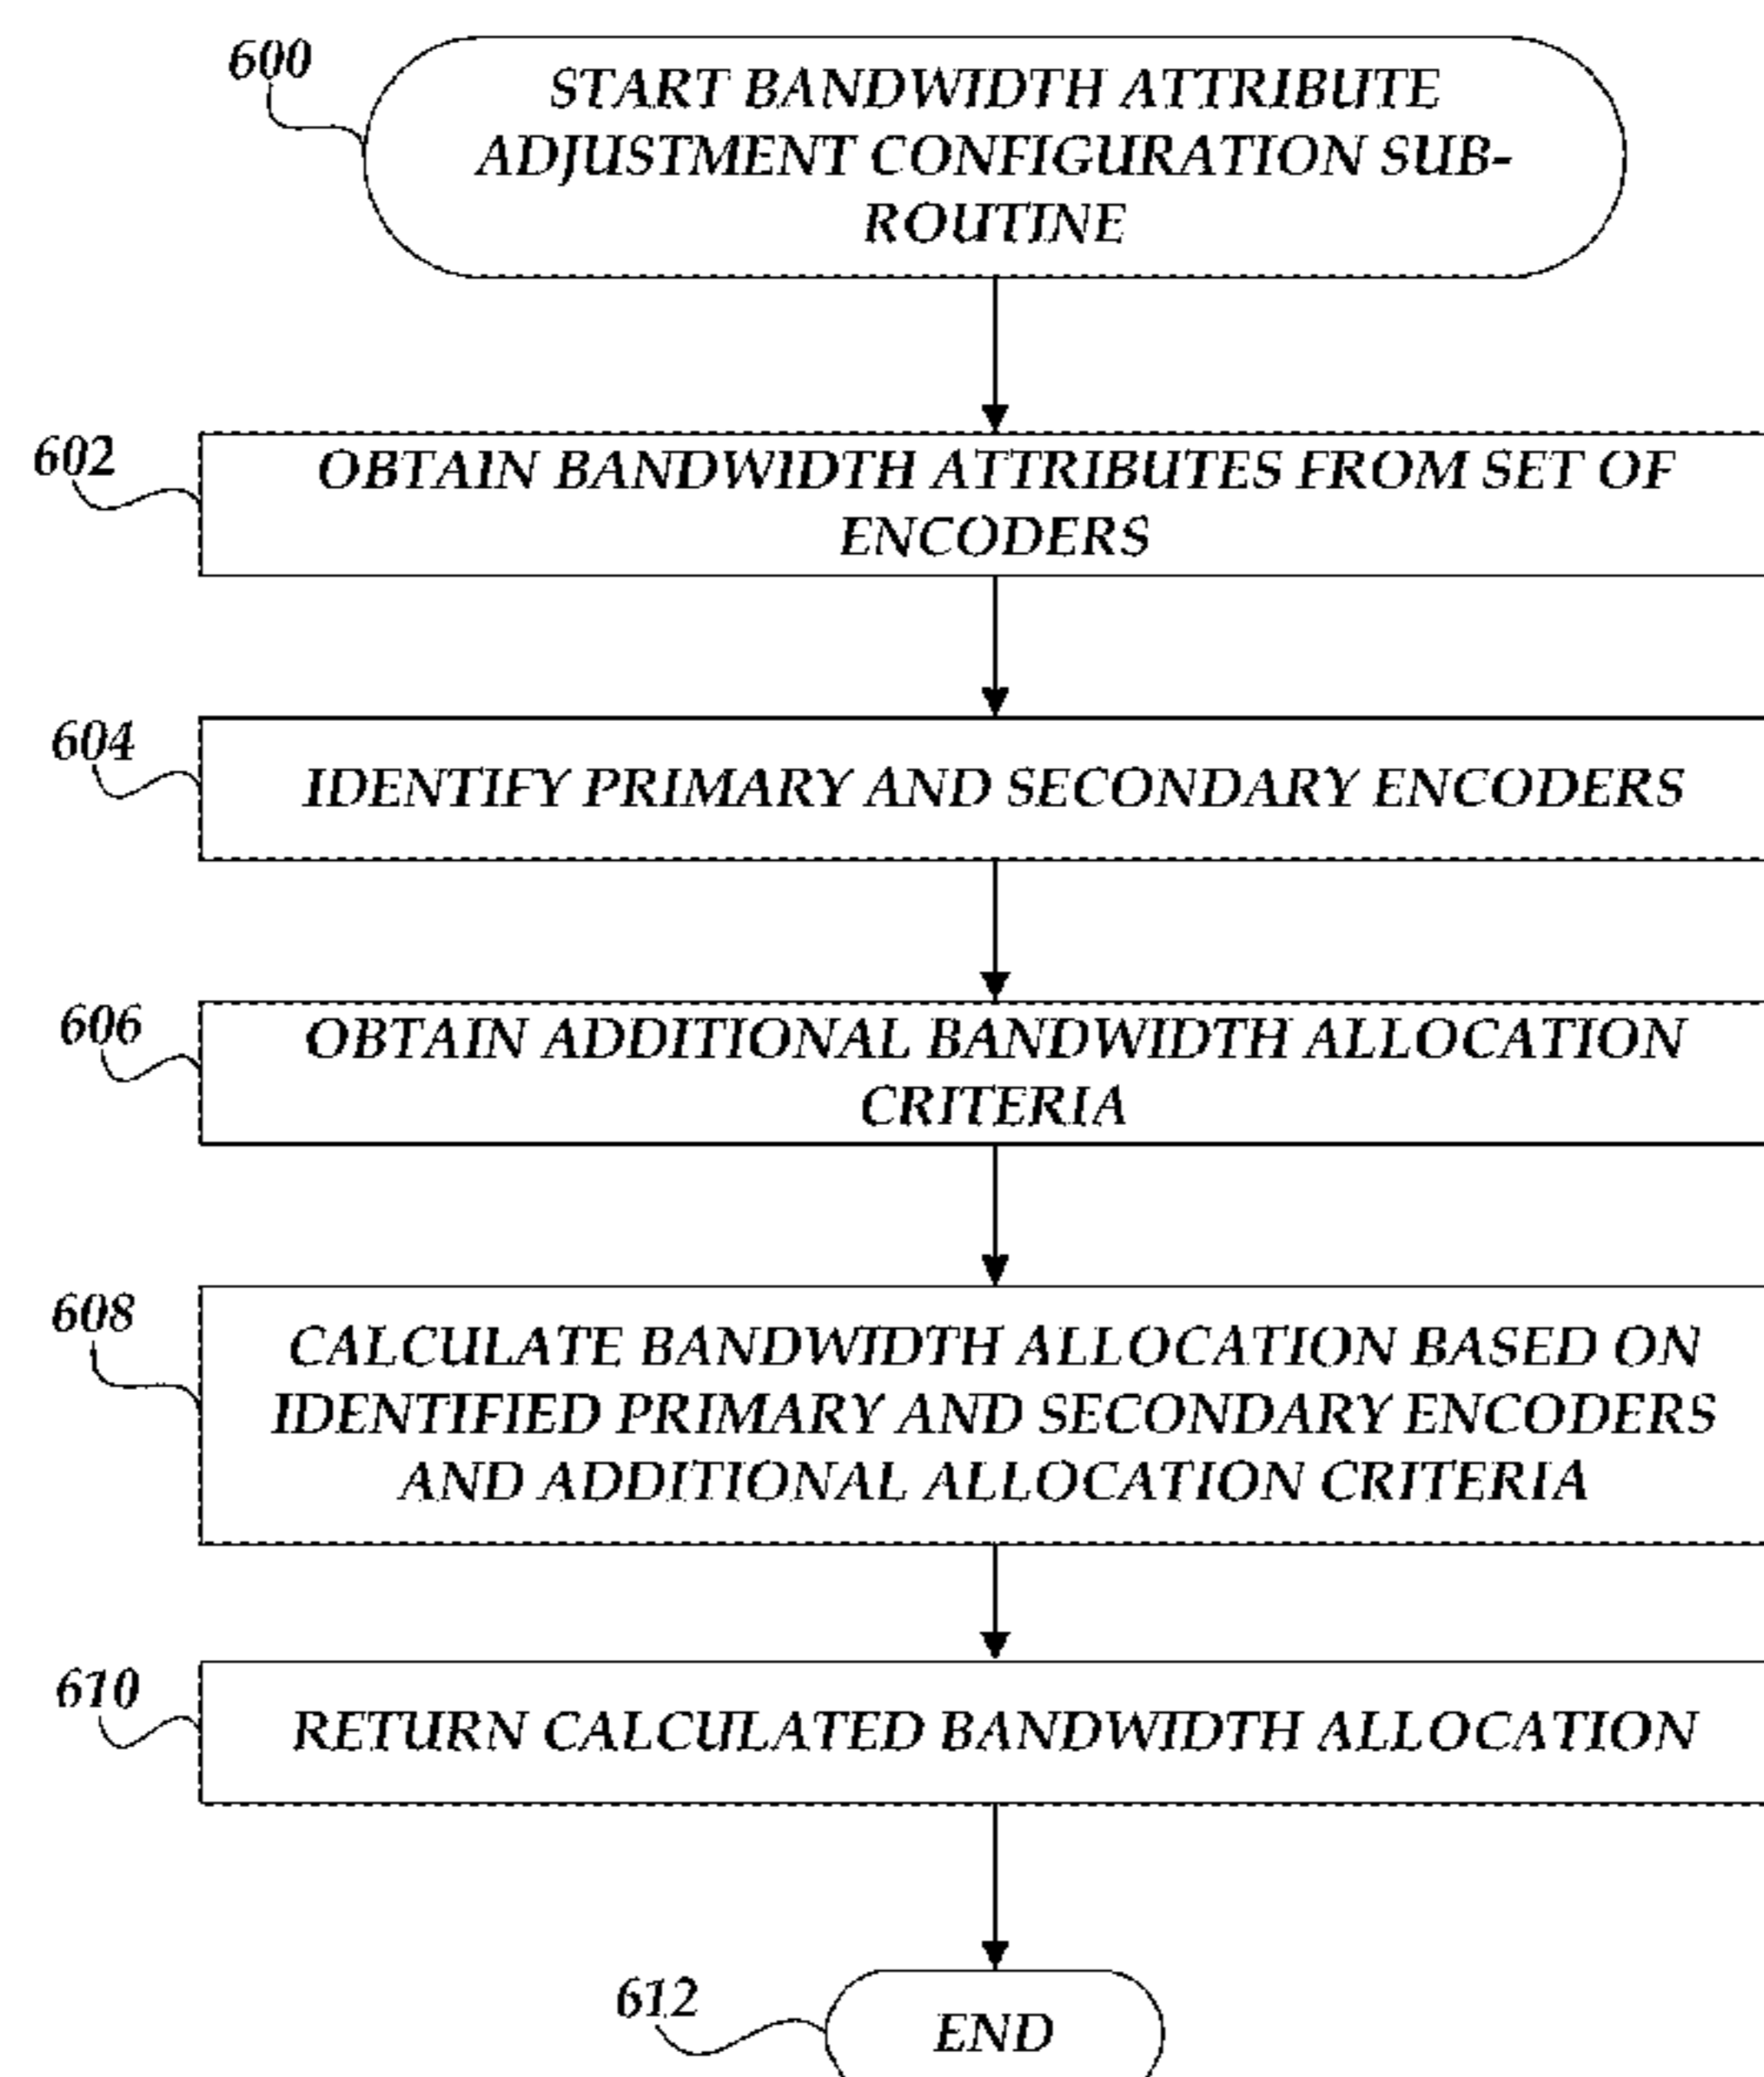 600
START BANDWIDTH ATTRIBUTE
ADJUSTMENT CONFIGURATION SUB-
ROUTINE
602
OBTAIN BANDWIDTH ATTRIBUTES FROM SET OF
ENCODERS
604
IDENTIFY PRIMARY AND SECONDARY ENCODERS
606
OBTAIN ADDITIONAL BANDWIDTH ALLOCATION
CRITERIA
608
CALCULATE BANDWIDTH ALLOCATION BASED ON
IDENTIFIED PRIMARY AND SECONDARY ENCODERS
AND ADDITIONAL ALLOCATION CRITERIA
610
RETURN CALCULATED BANDWIDTH ALLOCATION
612
END